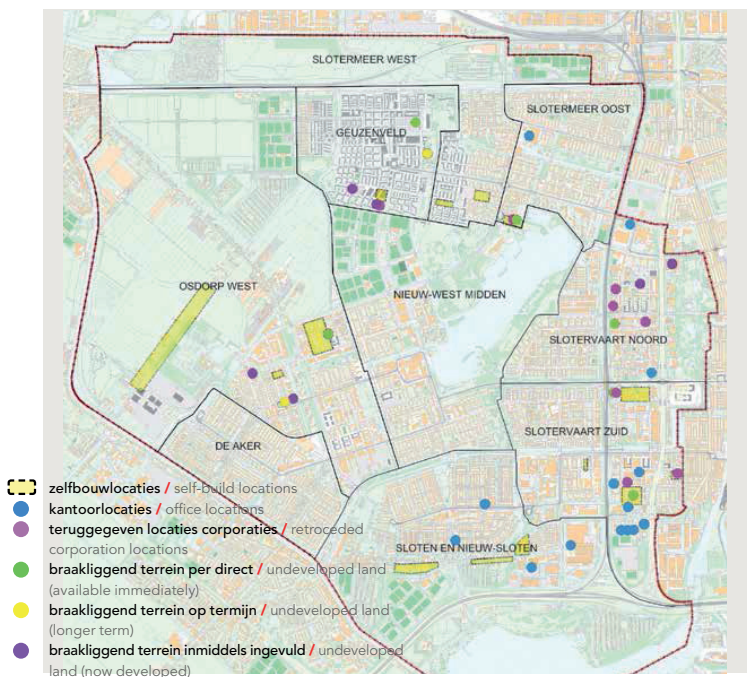 SLOTERMEER WEST
SLOTERMEER OOST
GEUZENVELD
OSDORP WEST
NIEUW-WEST MIDDEN
SLOTERVAART NOORD
SLOTERVAART ZUID
DE AKER
SLOTEN EN NIEUW-SLOTEN
zelfbouwlocaties / self-build locations
kantoorlocaties / office locations
teruggegeven locaties corporaties / retroceded
corporation locations
braakliggend terrein per direct / undeveloped land
(available immediately)
braakliggend terrein op termijn / undeveloped land
(longer term)
braakliggend terrein inmiddels ingevuld / undeveloped
land (now developed)